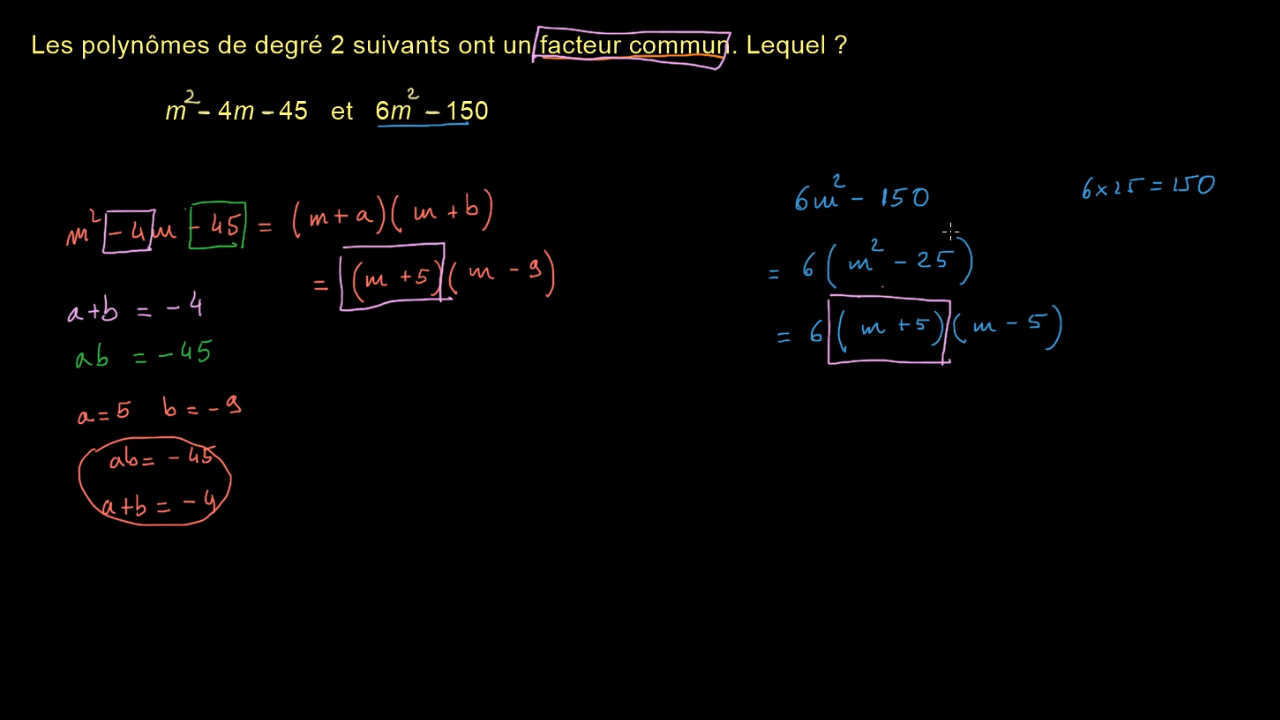 Les polynômes de degré 2 suivants ont un facteur commun. Lequel ?
m² – 4m – 45 et 6m² – 150
m² - 4m - 45 = (m + a)(m + b)
= (m + 5)(m - 9)
a+b = -4
ab = -45
a = 5 b = -9
ab = -45
a+b = -4
6m² - 150
6 × 25 = 150
= 6(m² - 25)
= 6(m + 5)(m - 5)